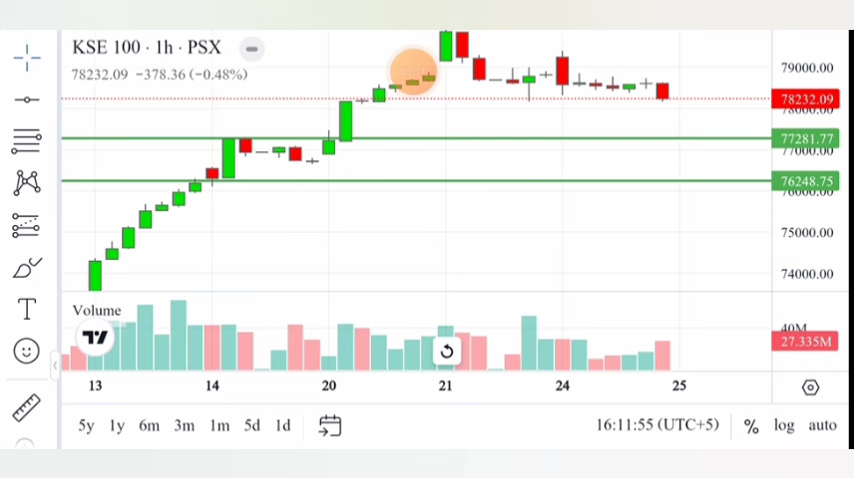 KSE 100 · 1h · PSX
78232.09 −378.36 (−0.48%)
79000.00
78232.09
78000.00
77281.77
77000.00
76248.75
76000.00
75000.00
74000.00
Volume
40M
27.335M
13 14 20 21 24 25
T
5y 1y 6m 3m 1m 5d 1d
16:11:55 (UTC+5) % log auto